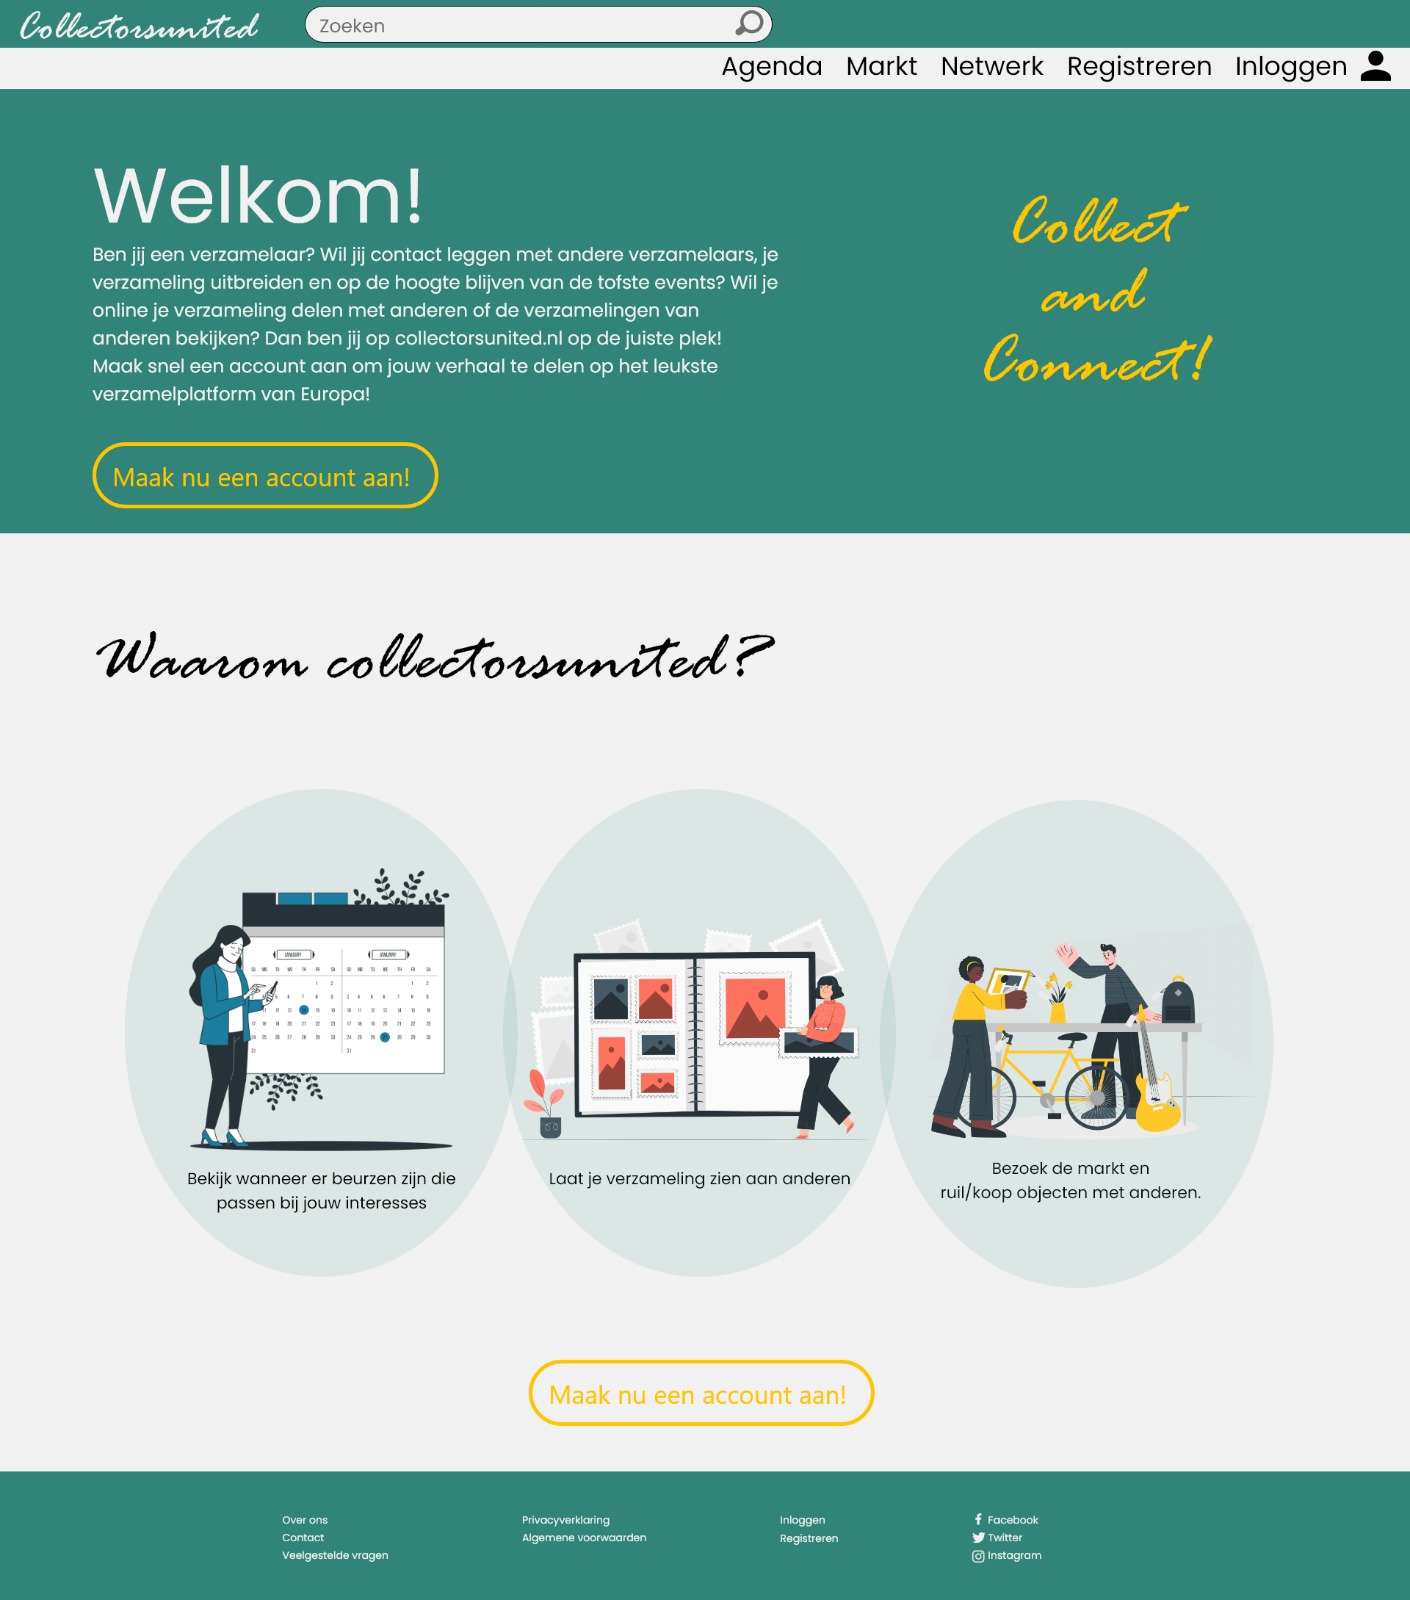 Collectorsunited
Zoeken
Agenda Markt Netwerk Registreren Inloggen
Welkom!
Ben jij een verzamelaar? Wil jij contact leggen met andere verzamelaars, je
verzameling uitbreiden en op de hoogte blijven van de tofste events? Wil je
online je verzameling delen met anderen of de verzamelingen van
anderen bekijken? Dan ben jij op collectorsunited.nl op de juiste plek!
Maak snel een account aan om jouw verhaal te delen op het leukste
verzamelplatform van Europa!
Maak nu een account aan!
Collect
and
Connect!
Waarom collectorsunited?
JANUARY
JANUARY
Bekijk wanneer er beurzen zijn die
passen bij jouw interesses
Laat je verzameling zien aan anderen
Bezoek de markt en
ruil/koop objecten met anderen.
Maak nu een account aan!
Over ons
Contact
Veelgestelde vragen
Privacyverklaring
Algemene voorwaarden
Inloggen
Registreren
Facebook
Twitter
Instagram